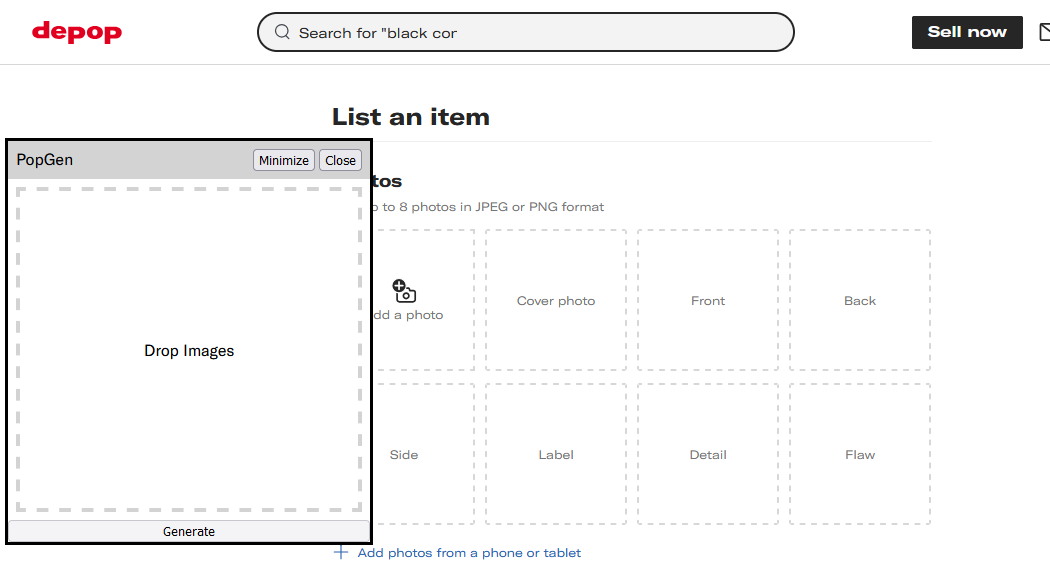 depop
Search for "black cor
Sell now
List an item
PopGen
Minimize
Close
Drop Images
Generate
tos
o to 8 photos in JPEG or PNG format
dd a photo
Cover photo
Front
Back
Side
Label
Detail
Flaw
Add photos from a phone or tablet